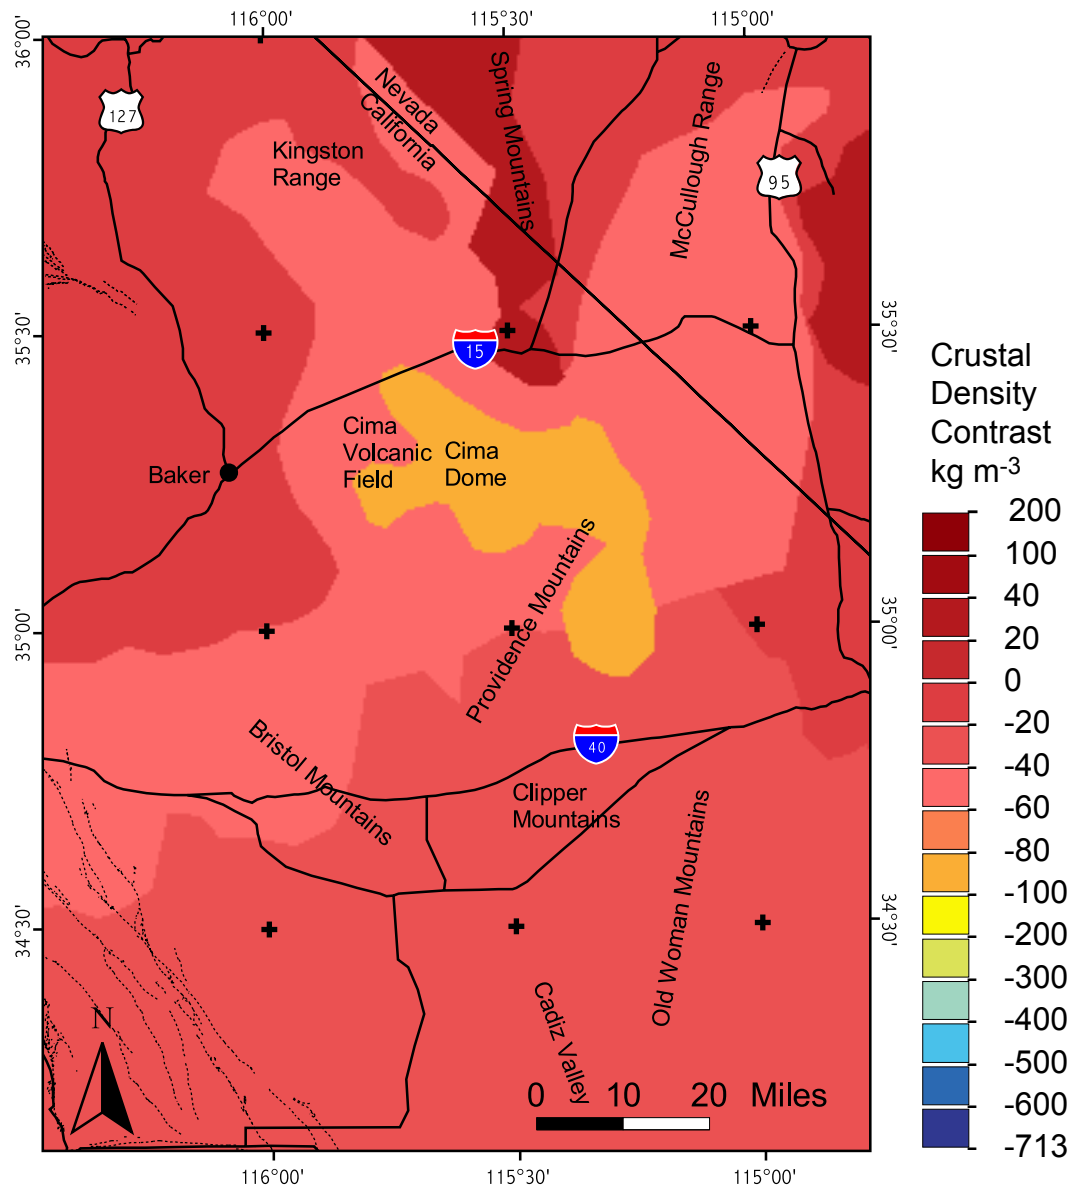 116°00'
115°30'
115°00'
36°00'
35°30'
35°00'
34°30'
127
Nevada
California
Spring Mountains
McCullough Range
95
Kingston
Range
15
Cima
Volcanic
Field
Cima
Dome
Baker
Providence Mountains
Bristol Mountains
40
Clipper
Mountains
Old Woman Mountains
Cadiz Valley
N
0 10 20 Miles
35°30'
35°00'
34°30'
116°00'
115°30'
115°00'
Crustal
Density
Contrast
kg m-3
200
100
40
20
0
-20
-40
-60
-80
-100
-200
-300
-400
-500
-600
-713